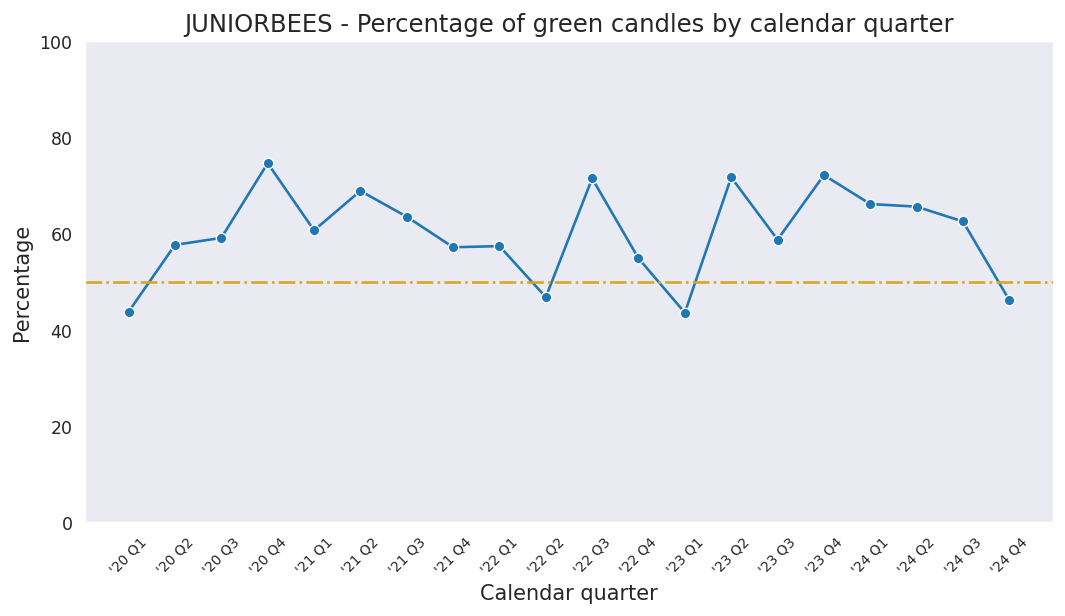 JUNIORBEES - Percentage of green candles by calendar quarter
100
80
60
40
20
0
Percentage
'20 Q1
'20 Q2
'20 Q3
'20 Q4
'21 Q1
'21 Q2
'21 Q3
'21 Q4
'22 Q1
'22 Q2
'22 Q3
'22 Q4
'23 Q1
'23 Q2
'23 Q3
'23 Q4
'24 Q1
'24 Q2
'24 Q3
'24 Q4
Calendar quarter